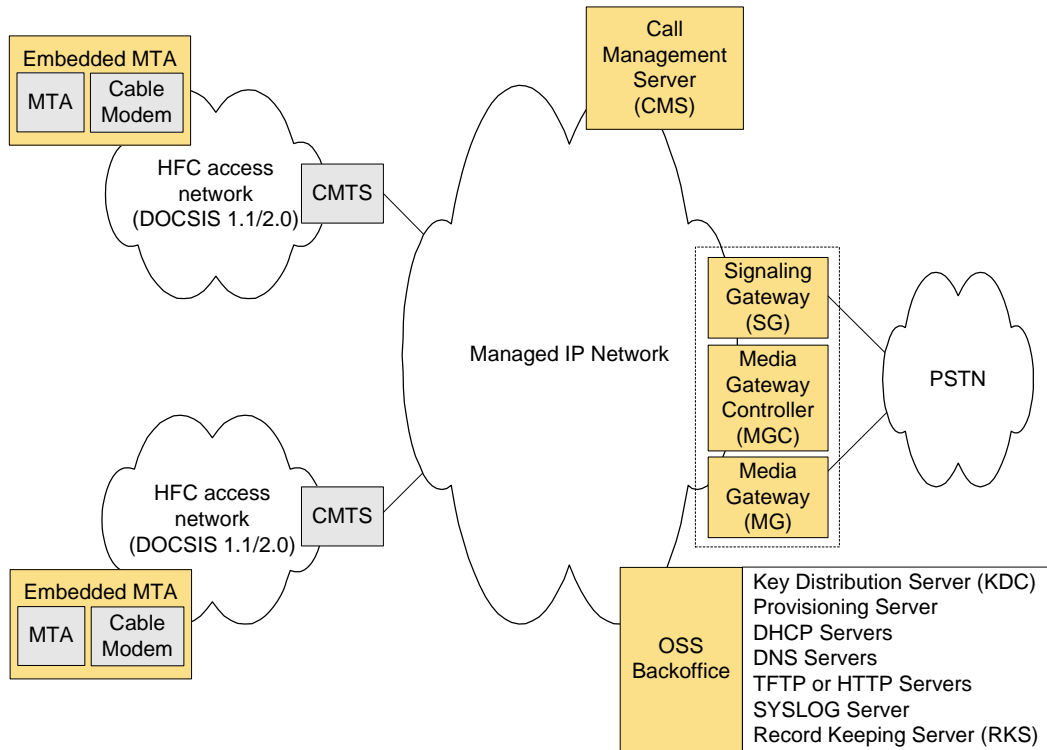 Embedded MTA
MTA
Cable
Modem
HFC access
network
(DOCSIS 1.1/2.0)
CMTS
Call
Management
Server
(CMS)
Managed IP Network
Signaling
Gateway
(SG)
Media
Gateway
Controller
(MGC)
Media
Gateway
(MG)
PSTN
HFC access
network
(DOCSIS 1.1/2.0)
CMTS
Embedded MTA
MTA
Cable
Modem
OSS
Backoffice
Key Distribution Server (KDC)
Provisioning Server
DHCP Servers
DNS Servers
TFTP or HTTP Servers
SYSLOG Server
Record Keeping Server (RKS)